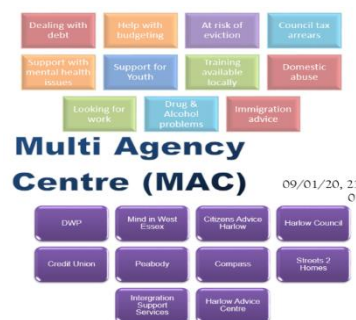 Dealing with
debt
Help with
budgeting
At risk of
eviction
Council tax
arrears
Support with
mental health
issues
Support for
Youth
Training
available
locally
Domestic
abuse
Looking for
work
Drug &
Alcohol
problems
Immigration
advice
Multi Agency
Centre (MAC)
09/01/20, 2
0
DWP
Mind in West
Essex
Citizens Advice
Harlow
Harlow Council
Credit Union
Peabody
Compass
Streets 2
Homes
Intergration
Support
Services
Harlow Advice
Centre